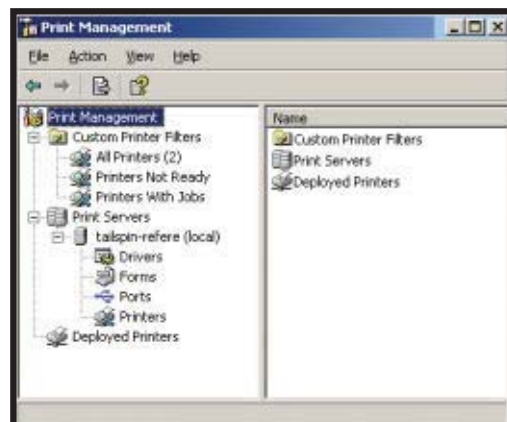 Print Management
File Action View Help
Print Management
Custom Printer Filters
All Printers (2)
Printers Not Ready
Printers With Jobs
Print Servers
tailspin-refere (local)
Drivers
Forms
Ports
Printers
Deployed Printers
Name
Custom Printer Filters
Print Servers
Deployed Printers